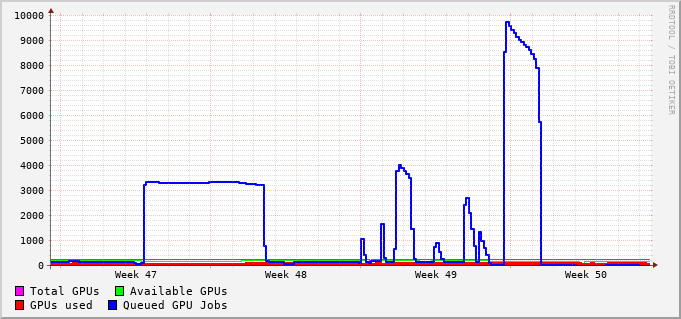 10000
9000
8000
7000
6000
5000
4000
3000
2000
1000
0
Week 47 Week 48 Week 49 Week 50
Total GPUs Available GPUs
GPUs used Queued GPU Jobs
RRDTOOL / TOBI OETIKER